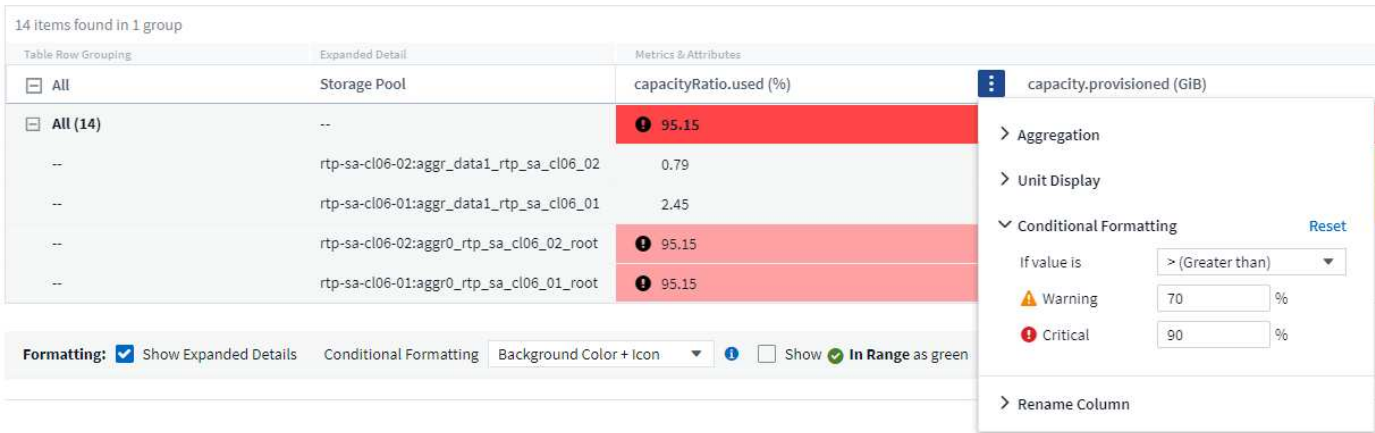 14 items found in 1 group
Table Row Grouping Expanded Detail Metrics & Attributes
All Storage Pool capacityRatio.used (%) capacity.provisioned (GiB)
All (14) -- 95.15
-- rtp-sa-cl06-02:aggr_data1_rtp_sa_cl06_02 0.79
-- rtp-sa-cl06-01:aggr_data1_rtp_sa_cl06_01 2.45
-- rtp-sa-cl06-02:aggr0_rtp_sa_cl06_02_root 95.15
-- rtp-sa-cl06-01:aggr0_rtp_sa_cl06_01_root 95.15
Aggregation
Unit Display
Conditional Formatting Reset
If value is > (Greater than)
Warning 70 %
Critical 90 %
Rename Column
Formatting: Show Expanded Details Conditional Formatting Background Color + Icon Show In Range as green